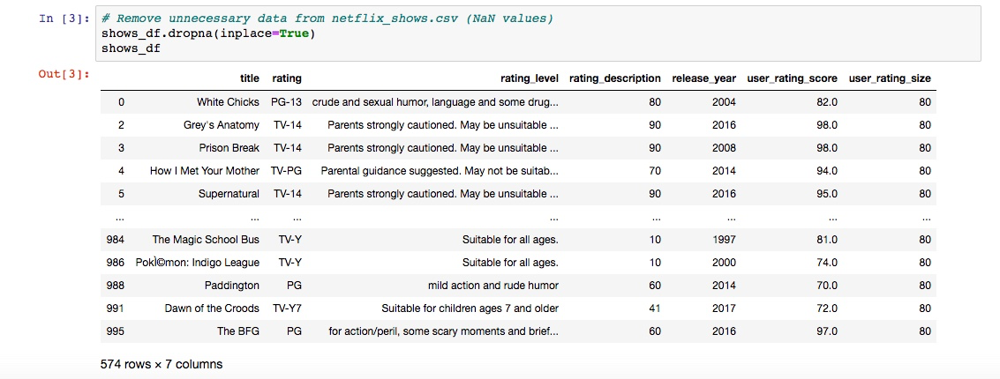 In [3]: # Remove unnecessary data from netflix_shows.csv (NaN values)
shows_df.dropna(inplace=True)
shows_df
Out[3]:
title rating rating_level rating_description release_year user_rating_score user_rating_size
0 White Chicks PG-13 crude and sexual humor, language and some drug... 80 2004 82.0 80
2 Grey's Anatomy TV-14 Parents strongly cautioned. May be unsuitable ... 90 2016 98.0 80
3 Prison Break TV-14 Parents strongly cautioned. May be unsuitable ... 90 2008 98.0 80
4 How I Met Your Mother TV-PG Parental guidance suggested. May not be suitab... 70 2014 94.0 80
5 Supernatural TV-14 Parents strongly cautioned. May be unsuitable ... 90 2016 95.0 80
... ... ... ... ... ... ... ...
984 The Magic School Bus TV-Y Suitable for all ages. 10 1997 81.0 80
986 PokÌ©mon: Indigo League TV-Y Suitable for all ages. 10 2000 74.0 80
988 Paddington PG mild action and rude humor 60 2014 70.0 80
991 Dawn of the Croods TV-Y7 Suitable for children ages 7 and older 41 2017 72.0 80
995 The BFG PG for action/peril, some scary moments and brief... 60 2016 97.0 80
574 rows × 7 columns